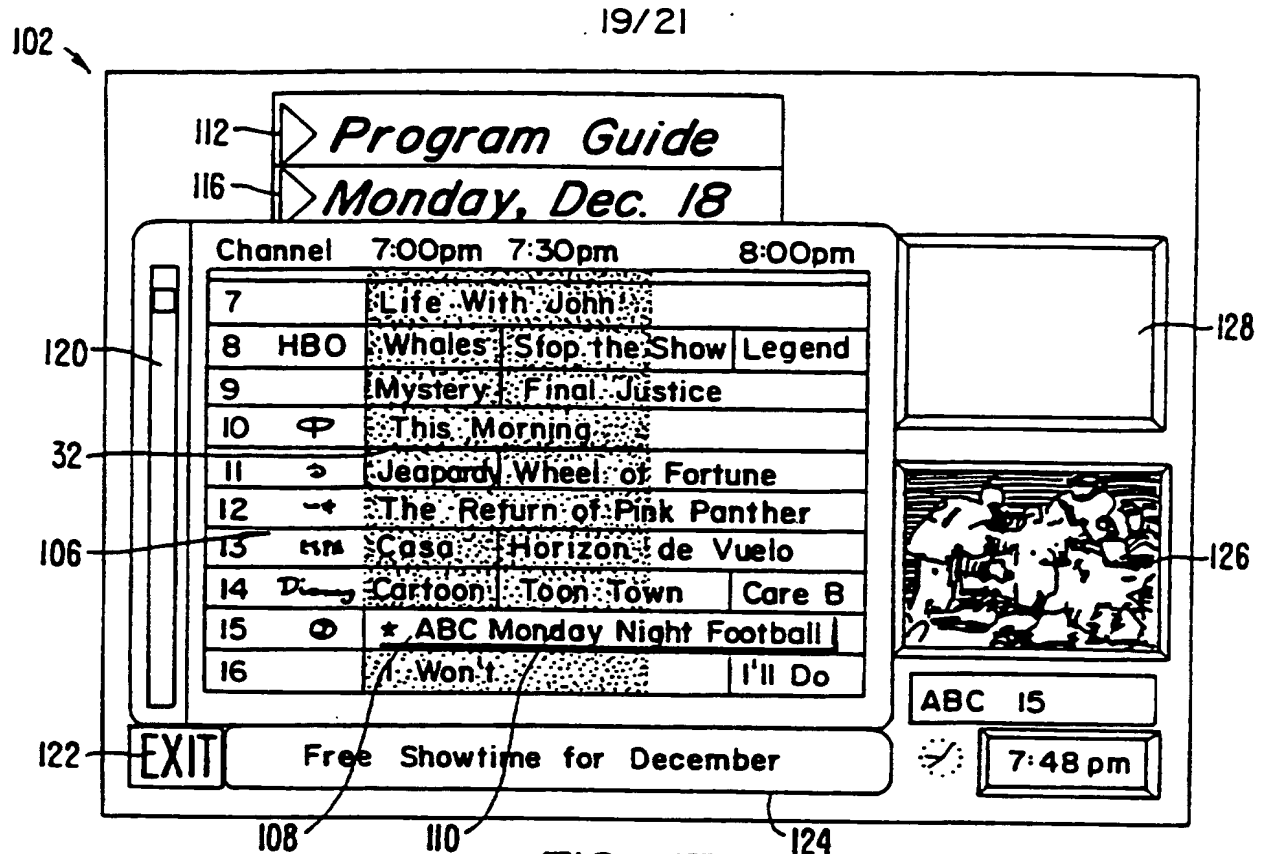 19/21
102
112
Program Guide
116
Monday, Dec. 18
Channel 7:00pm 7:30pm 8:00pm
7 Life With John
8 HBO Whales Stop the Show Legend
128
120
9 Mystery Final Justice
10 This Morning
32
11 Jeapardy Wheel of Fortune
12 The Return of Pink Panther
106
13 Casa Horizon de Vuelo
126
14 Disney Cartoon Toon Town Care B
15 * ABC Monday Night Football
16 I Won't I'll Do
ABC 15
122
EXIT
Free Showtime for December
7:48 pm
108
110
124